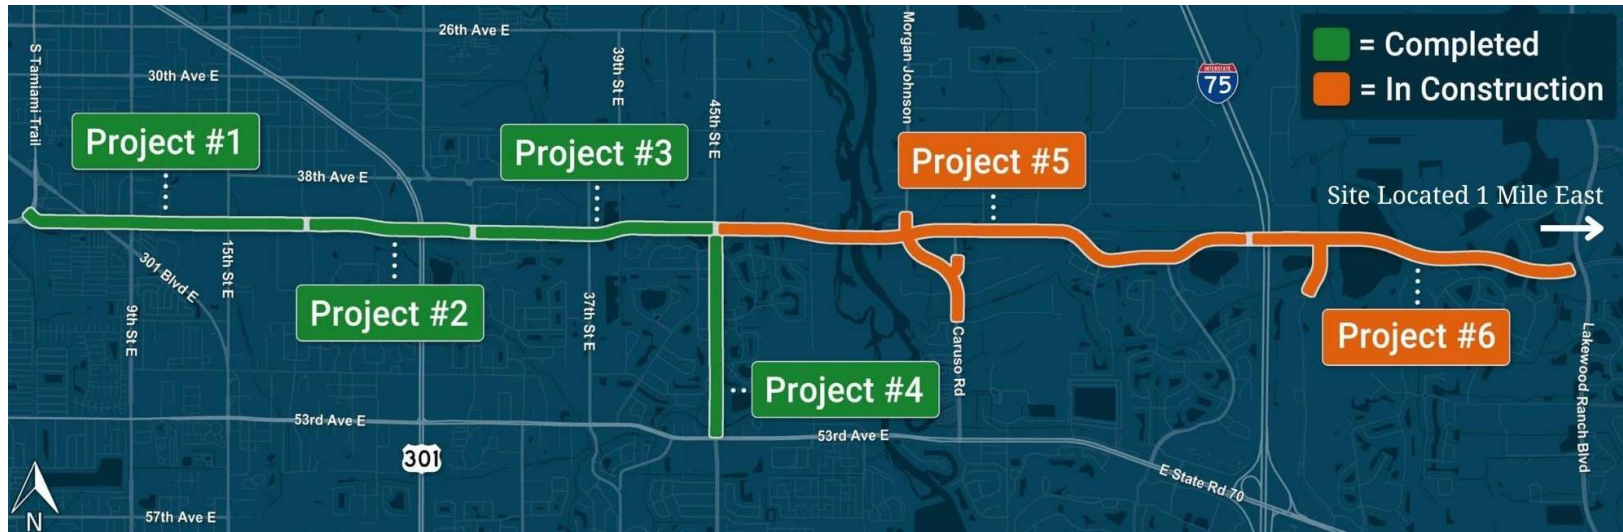 26th Ave E
30th Ave E
S Tamiami Trail
39th St E
45th St E
Morgan Johnson
INTERSTATE
75
= Completed
= In Construction
Project #1
Project #3
Project #5
38th Ave E
Site Located 1 Mile East
301 Blvd E
15th St E
9th St E
Project #2
37th St E
Project #4
Caruso Rd
Project #6
Lakewood Ranch Blvd
53rd Ave E
53rd Ave E
301
E State Rd 70
N
57th Ave E